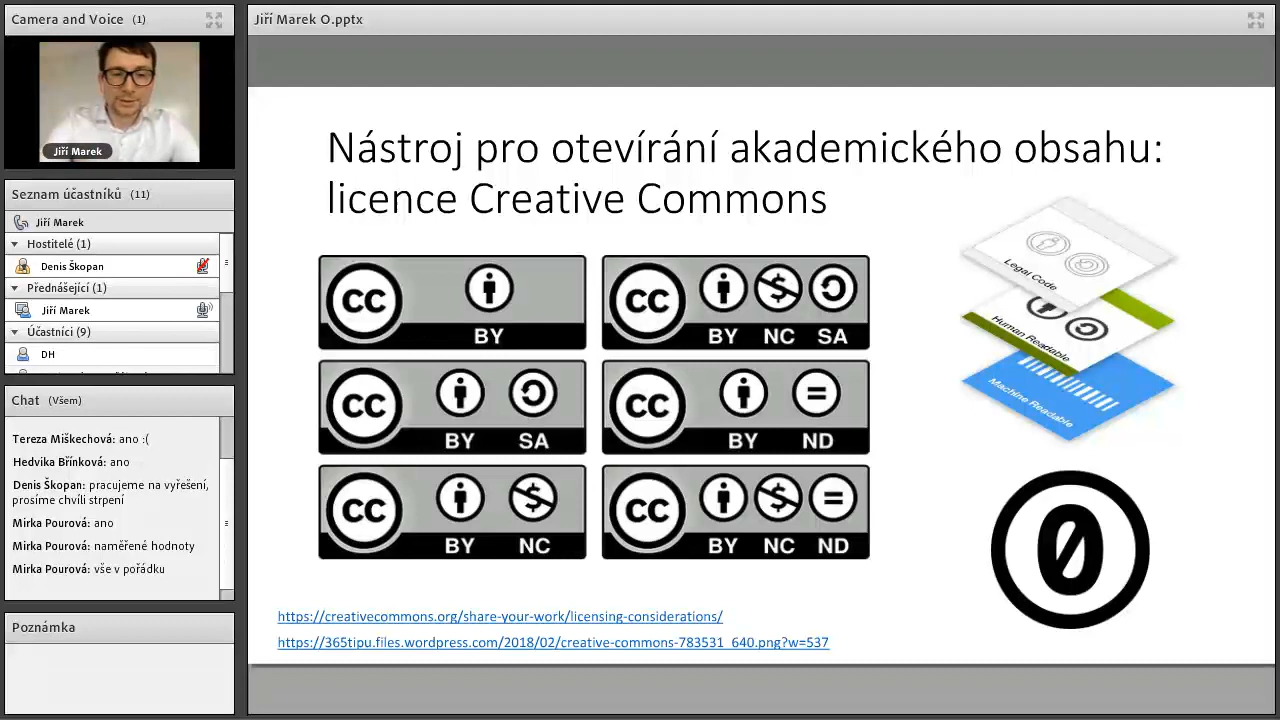 Camera and Voice (1)
Jiří Marek
Seznam účastníků (11)
Jiří Marek
Hostitelé (1)
Denis Škopan
Přednášející (1)
Jiří Marek
Účastníci (9)
DH
Chat (Všem)
Tereza Miškechová: ano :(
Hedvika Břínková: ano
Denis Škopan: pracujeme na vyřešení,
prosíme chvíli strpení
Mirka Pourová: ano
Mirka Pourová: naměřené hodnoty
Mirka Pourová: vše v pořádku
Poznámka
Jiří Marek O.pptx
Nástroj pro otevírání akademického obsahu:
licence Creative Commons
cc BY
cc BY NC SA
cc BY SA
cc BY ND
cc BY NC
cc BY NC ND
Legal Code
Human Readable
Machine Readable
0
https://creativecommons.org/share-your-work/licensing-considerations/
https://365tipu.files.wordpress.com/2018/02/creative-commons-783531_640.png?w=537